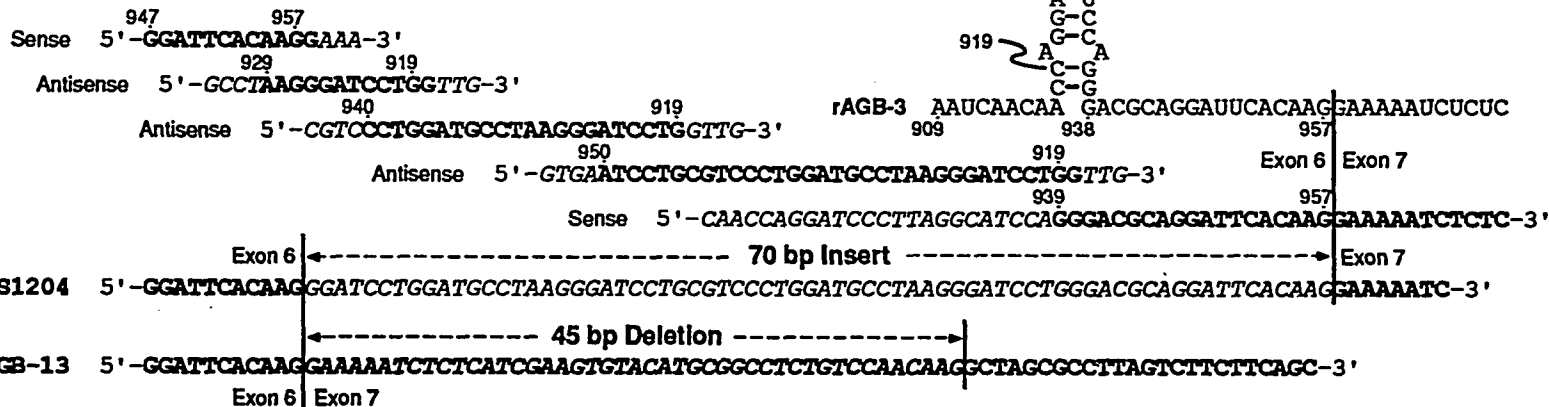 947 957
Sense 5'-GGATTCACAAGGAAA-3'
929 919
Antisense 5'-GCCTAAGGGATCCTGGTTG-3'
940 919
Antisense 5'-CGTCCCTGGATGCCTAAGGGATCCTGGTTG-3'
950 919
Antisense 5'-GTGAATCCTGCGTCCCTGGATGCCTAAGGGATCCTGGTTG-3'
G-C
G C
919 A A
C-G
C G
rAGB-3 AAUCAACAA GACGCAGGAUUCACAAGGAAAAAUCUCUC
909 938 957
Exon 6 Exon 7
939 957
Sense 5'-CAACCAGGATCCCTTAGGCATCCAGGGACGCAGGATTCACAAGGAAAAATCTCTC-3'
Exon 6 70 bp Insert Exon 7
S1204 5'-GGATTCACAAGGGATCCTGGATGCCTAAGGGATCCTGCGTCCCTGGATGCCTAAGGGATCCTGGGACGCAGGATTCACAAGGAAAAATC-3'
45 bp Deletion
GB-13 5'-GGATTCACAAGGAAAAATCTCTCATCGAAGTGTACATGCGGCCTCTGTCCAACAAGGCTAGCGCCTTAGTCTTCTTCAGC-3'
Exon 6 Exon 7